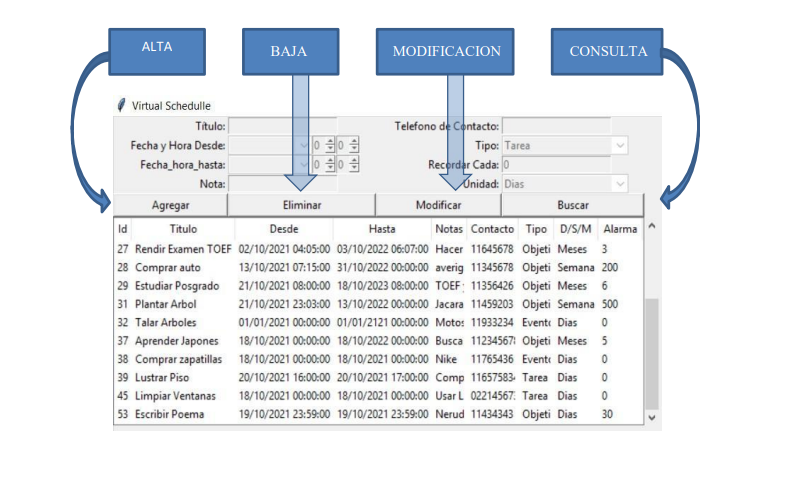 ALTA BAJA MODIFICACION CONSULTA
Virtual Schedulle
Título: Telefono de Contacto:
Fecha y Hora Desde: 0 0 Tipo: Tarea
Fecha_hora_hasta: 0 0 Recordar Cada: 0
Nota: Unidad: Dias
Agregar Eliminar Modificar Buscar
Id Titulo Desde Hasta Notas Contacto Tipo D/S/M Alarma
27 Rendir Examen TOEF 02/10/2021 04:05:00 03/10/2022 06:07:00 Hacer 11645678 Objeti Meses 3
28 Comprar auto 13/10/2021 07:15:00 31/10/2022 00:00:00 averig 11345678 Objeti Semana 200
29 Estudiar Posgrado 21/10/2021 08:00:00 18/10/2023 08:00:00 TOEF 11356426 Objeti Meses 6
31 Plantar Arbol 21/10/2021 23:03:00 13/10/2022 00:00:00 Jacara 11459203 Objeti Semana 500
32 Talar Arboles 01/01/2021 00:00:00 01/01/2121 00:00:00 Motos 11933234 Evento Dias 0
37 Aprender Japones 18/10/2021 00:00:00 18/10/2022 00:00:00 Busca 11234567 Objeti Meses 5
38 Comprar zapatillas 18/10/2021 00:00:00 18/10/2021 00:00:00 Nike 11765436 Evento Dias 0
39 Lustrar Piso 20/10/2021 16:00:00 20/10/2021 17:00:00 Comp 11657583 Tarea Dias 0
45 Limpiar Ventanas 18/10/2021 00:00:00 18/10/2021 00:00:00 Usar L 02214567 Tarea Dias 0
53 Escribir Poema 19/10/2021 23:59:00 19/10/2021 23:59:00 Nerud 11434343 Objeti Dias 30